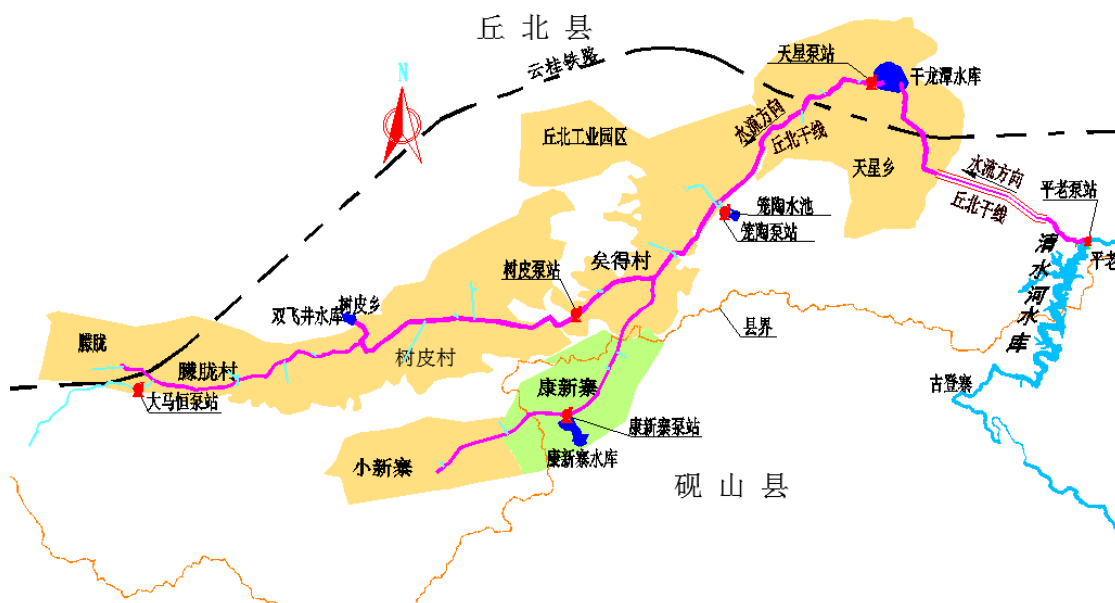 丘北县
云桂铁路
天星泵站
干龙潭水库
N
丘北工业园区
水流方向
丘北干线
天星乡
水流方向
丘北干线
平老泵站
平老
笼陶水池
笼陶泵站
清水河水库
矣得村
树皮泵站
树皮乡
双飞井水库
县界
朦胧
朦胧村
树皮村
大马恒泵站
康新寨
古登寨
康新寨泵站
康新寨水库
小新寨
砚山县